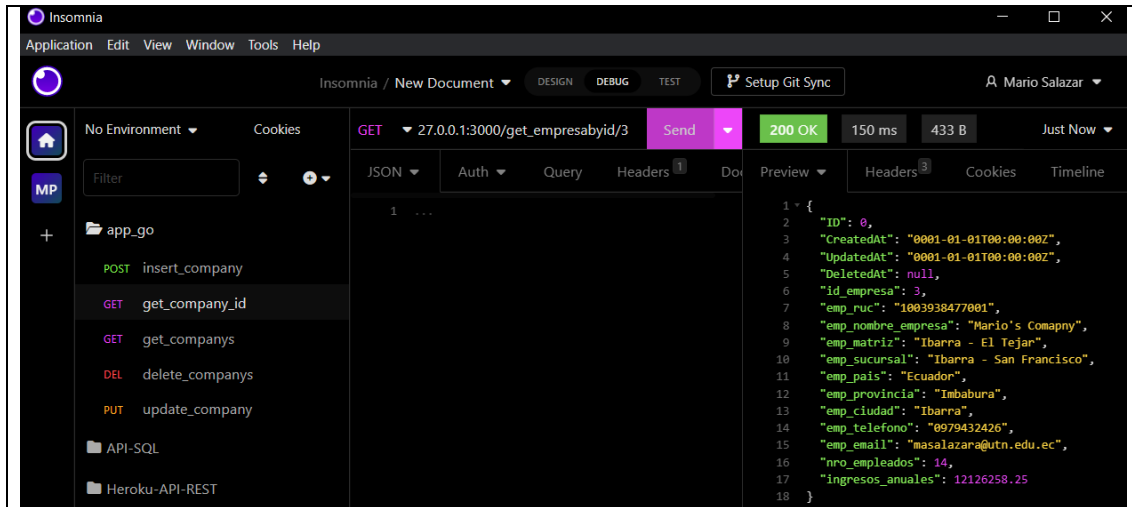 Insomnia
Application Edit View Window Tools Help
Insomnia / New Document DESIGN DEBUG TEST Setup Git Sync Mario Salazar
No Environment Cookies GET 27.0.0.1:3000/get_empresabyid/3 Send 200 OK 150 ms 433 B Just Now
Filter JSON Auth Query Headers 1 Doc Preview Headers 3 Cookies Timeline
MP
1 ...
app_go
POST insert_company
GET get_company_id
GET get_companys
DEL delete_companys
PUT update_company
API-SQL
Heroku-API-REST
1 {
2 "ID": 0,
3 "CreatedAt": "0001-01-01T00:00:00Z",
4 "UpdatedAt": "0001-01-01T00:00:00Z",
5 "DeletedAt": null,
6 "id_empresa": 3,
7 "emp_ruc": "1003938477001",
8 "emp_nombre_empresa": "Mario's Comapny",
9 "emp_matriz": "Ibarra - El Tejar",
10 "emp_sucursal": "Ibarra - San Francisco",
11 "emp_pais": "Ecuador",
12 "emp_provincia": "Imbabura",
13 "emp_ciudad": "Ibarra",
14 "emp_telefono": "0979432426",
15 "emp_email": "masalazara@utn.edu.ec",
16 "nro_empleados": 14,
17 "ingresos_anuales": 12126258.25
18 }